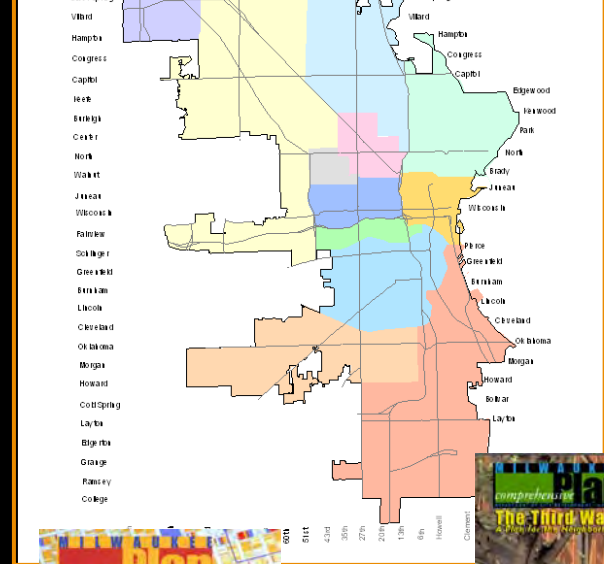 Villard
Hampton
Congress
Capitol
Keefe
Burleigh
Center
North
Walnut
Juneau
Wisconsin
Fairview
Schlinger
Greenfield
Burnham
Lincoln
Cleveland
Oklahoma
Morgan
Howard
Cold Spring
Layton
Edgerton
Grange
Ramsey
College
Villard
Hampton
Congress
Capitol
Edgewood
Kenwood
Park
North
Brady
Juneau
Wisconsin
Pierce
Greenfield
Burnham
Lincoln
Cleveland
Oklahoma
Morgan
Howard
Bolivar
Layton
60th
51st
43rd
35th
27th
20th
13th
6th
Howell
Clement
MILWAUKEE
Plan
MILWAUK
Pla
comprehensive
The Third Wa
A Plan for the Neighbor